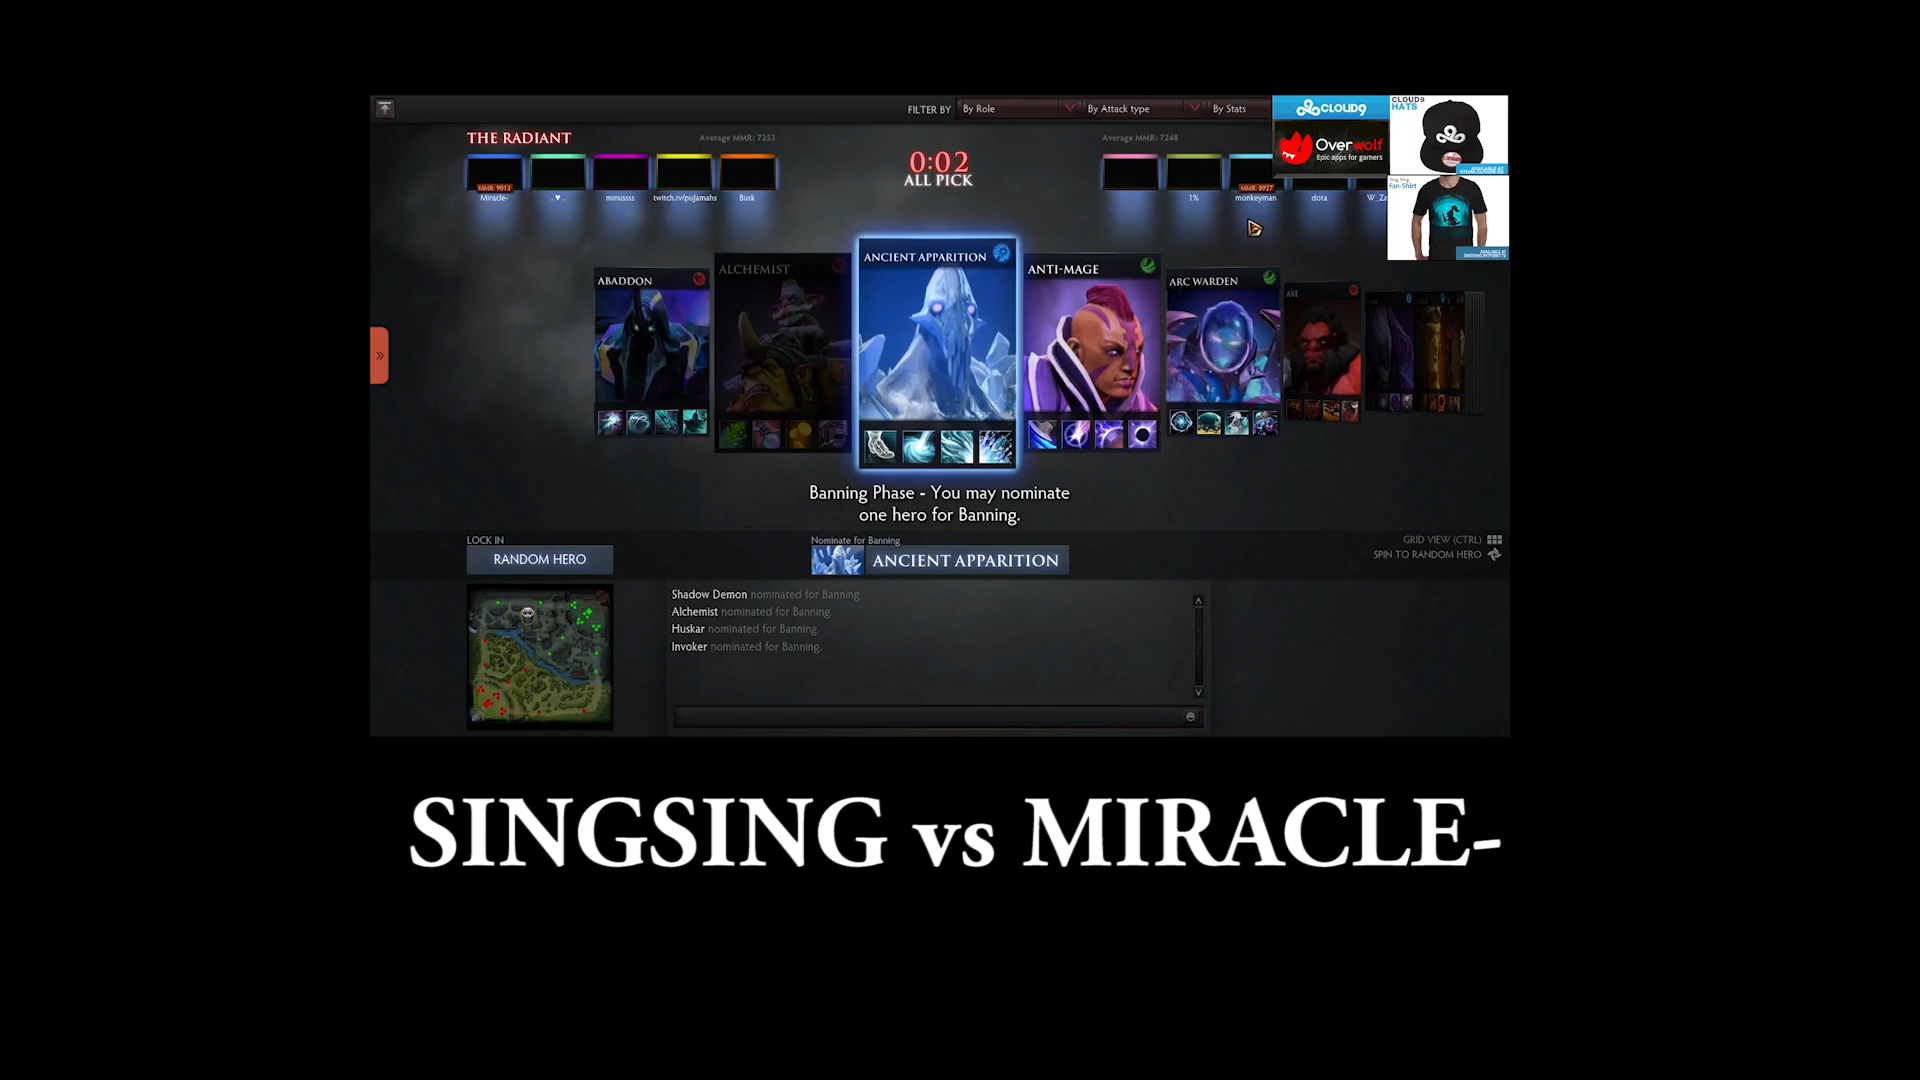 FILTER BY By Role By Attack type By Stats
CLOUD9
CLOUD9
HATS
Overwolf
Epic apps for gamers
Fan-Shirt
THE RADIANT
Average MMR: 7253
Average MMR: 7248
0:02
ALL PICK
MMR: 9013
MMR: 8927
Miracle-
. ♥ .
minussss
twitch.tv/pujamahs
Busk
1%
monkeyman
dota
W_Za
ABADDON
ALCHEMIST
ANCIENT APPARITION
ANTI-MAGE
ARC WARDEN
AXE
Banning Phase - You may nominate
one hero for Banning.
LOCK IN
RANDOM HERO
Nominate for Banning
ANCIENT APPARITION
GRID VIEW (CTRL)
SPIN TO RANDOM HERO
Shadow Demon nominated for Banning.
Alchemist nominated for Banning.
Huskar nominated for Banning.
Invoker nominated for Banning.
SINGSING vs MIRACLE-